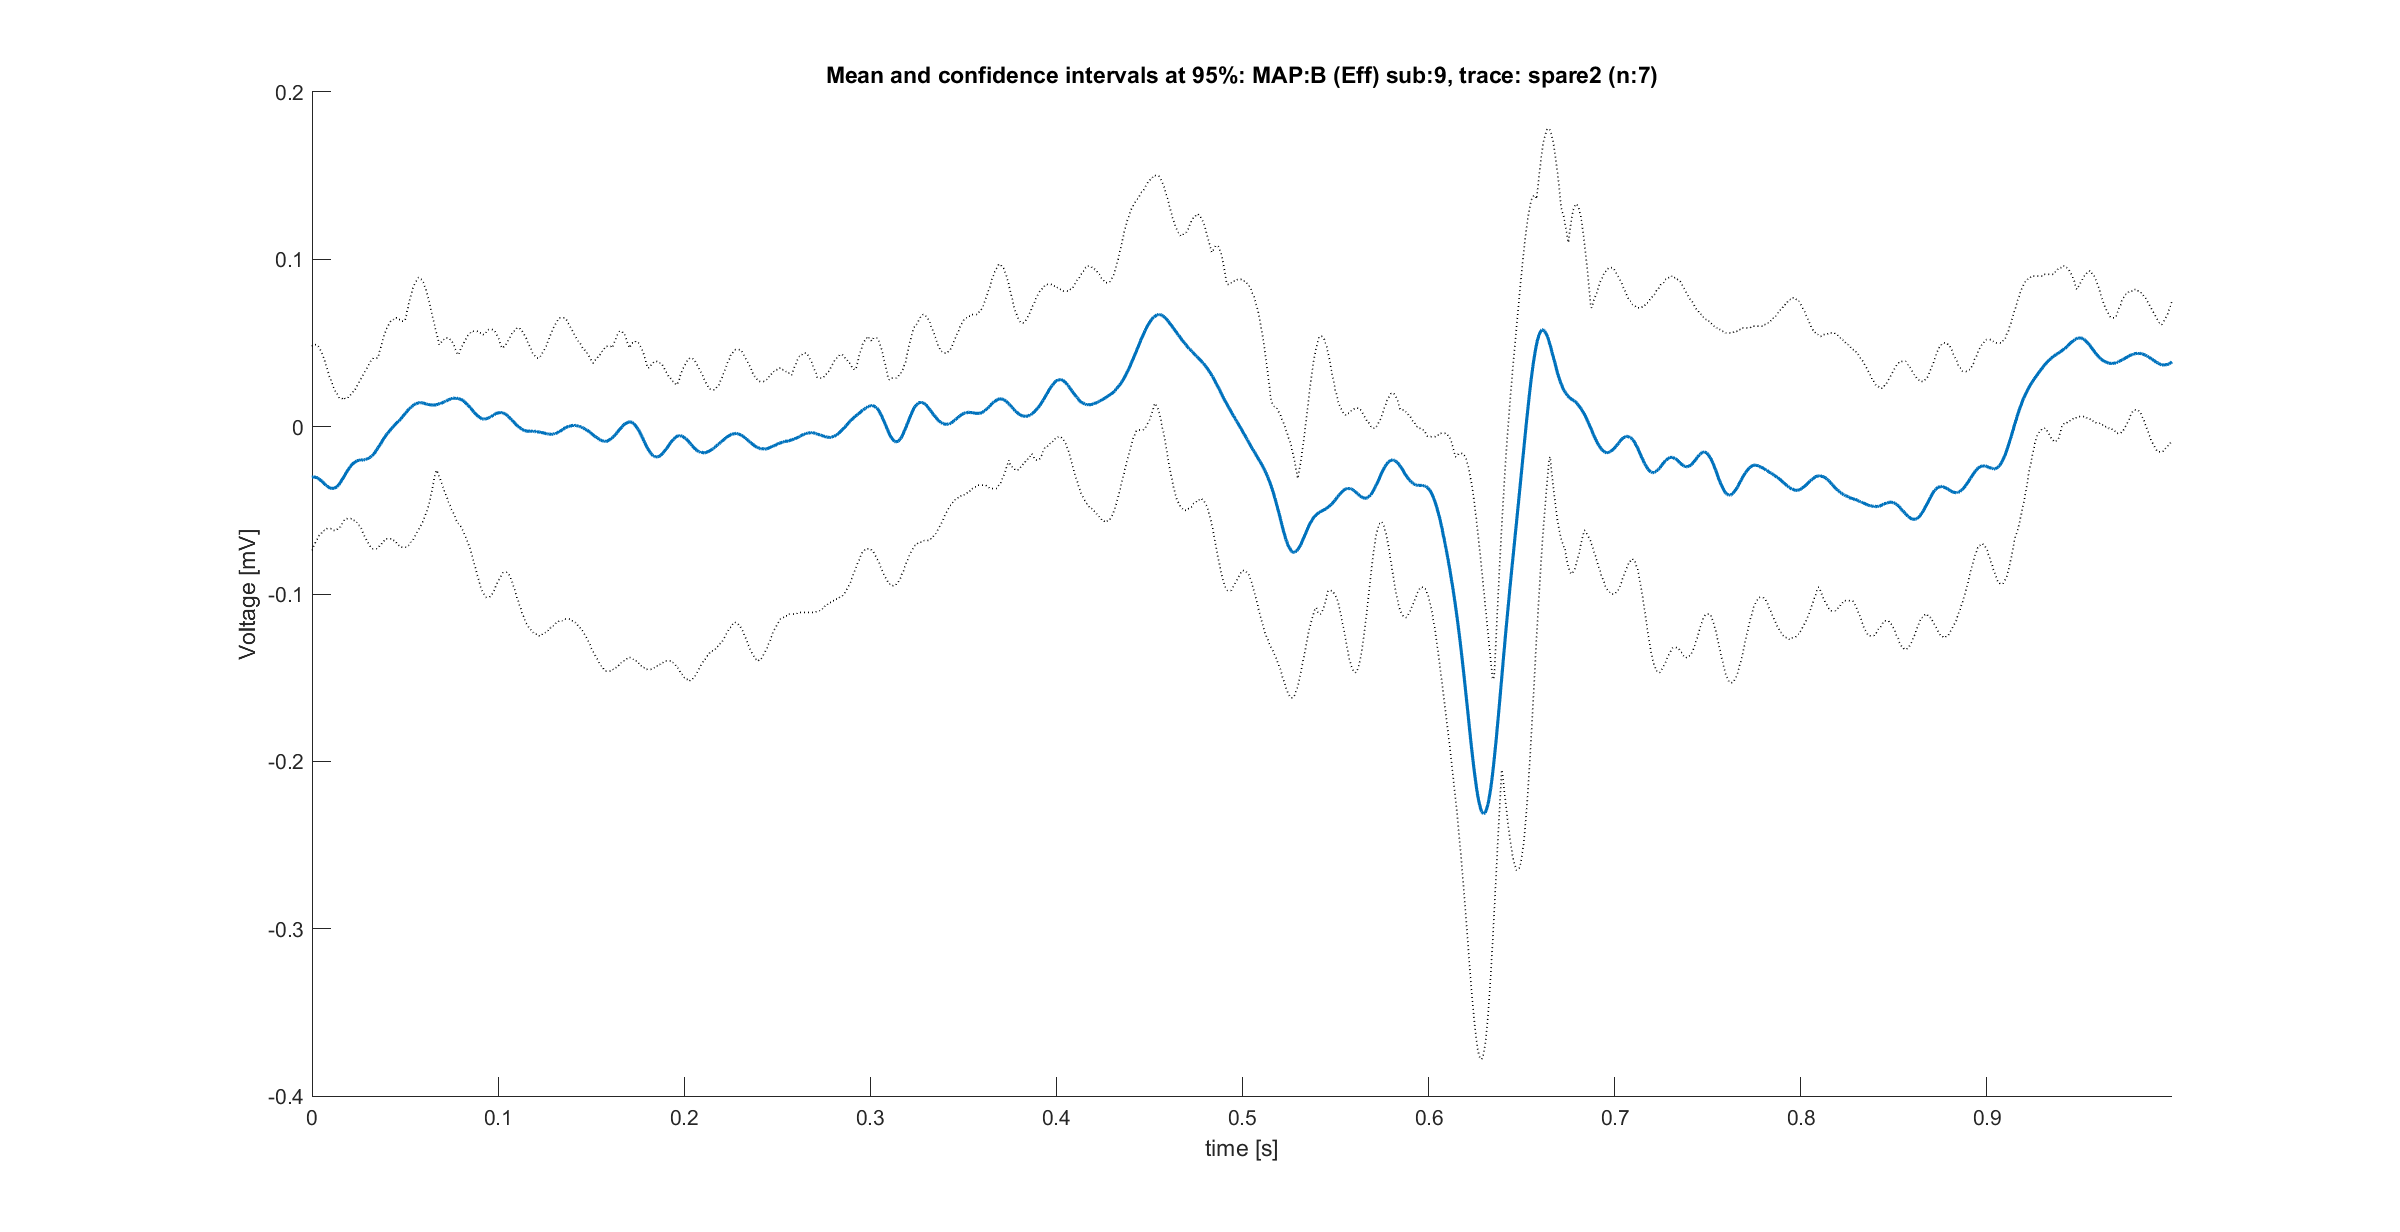 Mean and confidence intervals at 95%: MAP:B (Eff) sub:9, trace: spare2 (n:7)
0.2
0.1
0
-0.1
-0.2
-0.3
-0.4
Voltage [mV]
0 0.1 0.2 0.3 0.4 0.5 0.6 0.7 0.8 0.9
time [s]